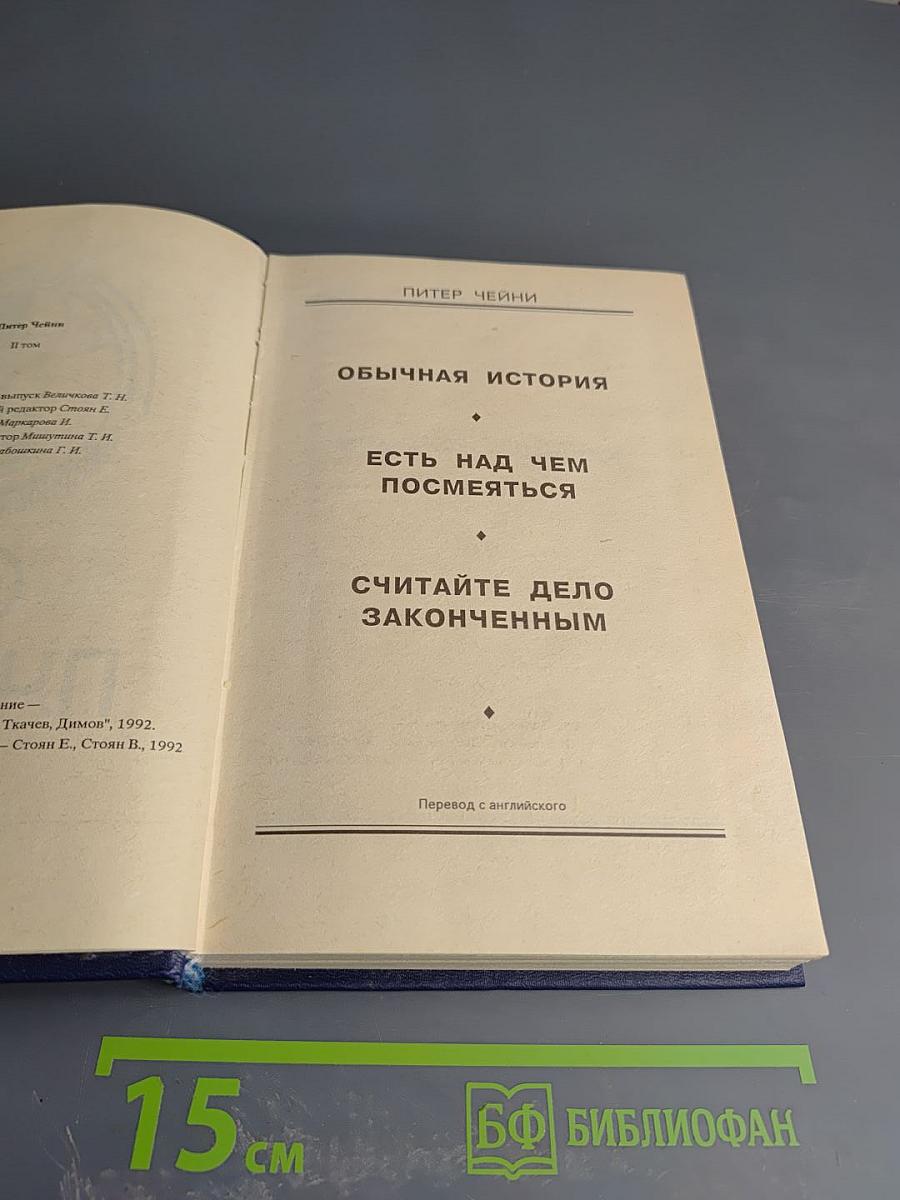 Питер Чейни
II том
выпуск Величкова Т. Н.
редактор Стоян Е.
Маркарова И.
тор Мишутина Т. И.
абошкина Г. И.
ние —
Ткачев, Димов", 1992.
— Стоян Е., Стоян В., 1992
ПИТЕР ЧЕЙНИ
ОБЫЧНАЯ ИСТОРИЯ
ЕСТЬ НАД ЧЕМ
ПОСМЕЯТЬСЯ
СЧИТАЙТЕ ДЕЛО
ЗАКОНЧЕННЫМ
Перевод с английского
15 см
БФ БИБЛИОФАН